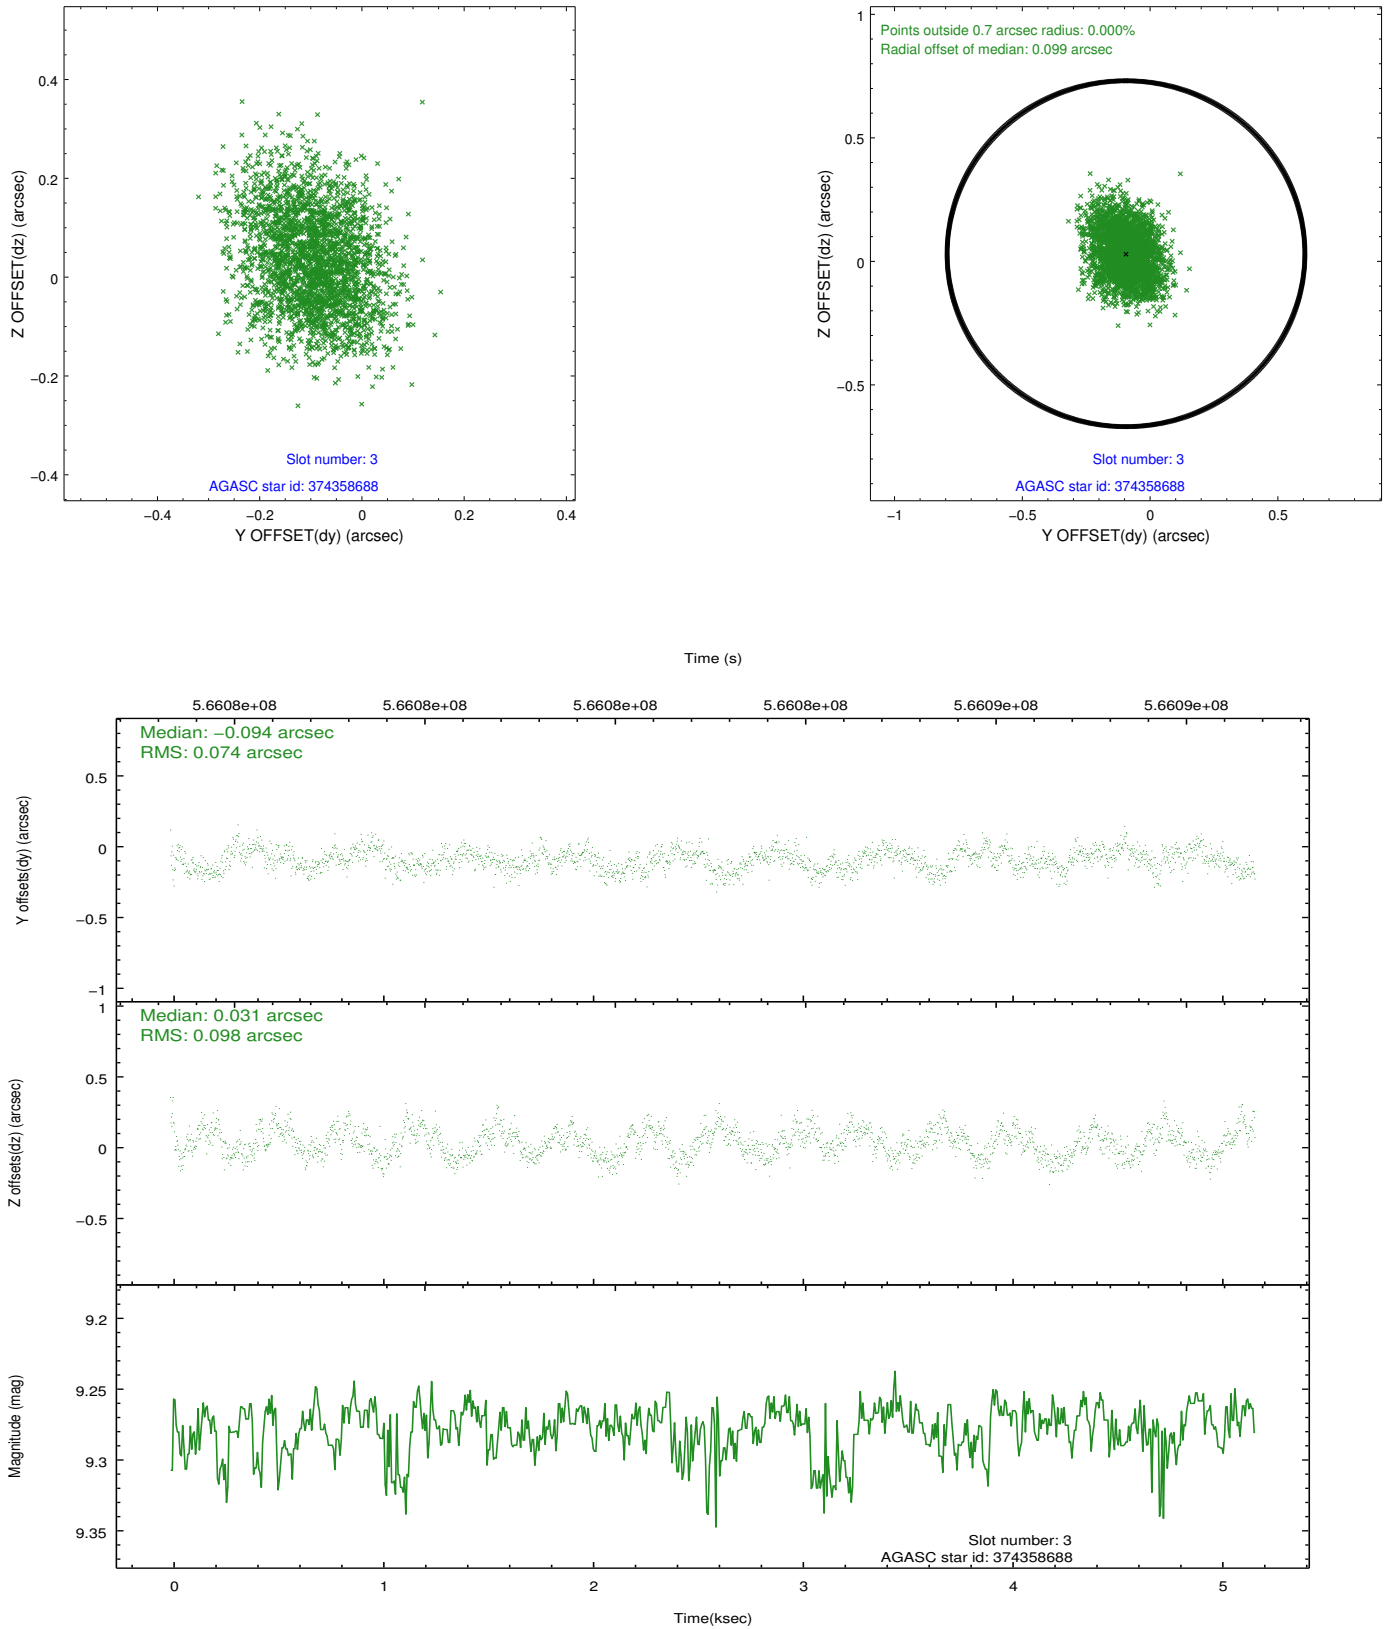 0.4
0.2
0
−0.2
−0.4
Z OFFSET(dz) (arcsec)
Slot number: 3
AGASC star id: 374358688
−0.4
−0.2
0
0.2
0.4
Y OFFSET(dy) (arcsec)
Points outside 0.7 arcsec radius: 0.000%
Radial offset of median: 0.099 arcsec
1
0.5
0
−0.5
Z OFFSET(dz) (arcsec)
Slot number: 3
AGASC star id: 374358688
−1
−0.5
0
0.5
Y OFFSET(dy) (arcsec)
Time (s)
5.6608e+08
5.6608e+08
5.6608e+08
5.6608e+08
5.6609e+08
5.6609e+08
Median: −0.094 arcsec
RMS: 0.074 arcsec
0.5
0
−0.5
−1
Y offsets(dy) (arcsec)
Median: 0.031 arcsec
RMS: 0.098 arcsec
1
0.5
0
−0.5
Z offsets(dz) (arcsec)
9.2
9.25
9.3
9.35
Magnitude (mag)
Slot number: 3
AGASC star id: 374358688
0
1
2
3
4
5
Time(ksec)